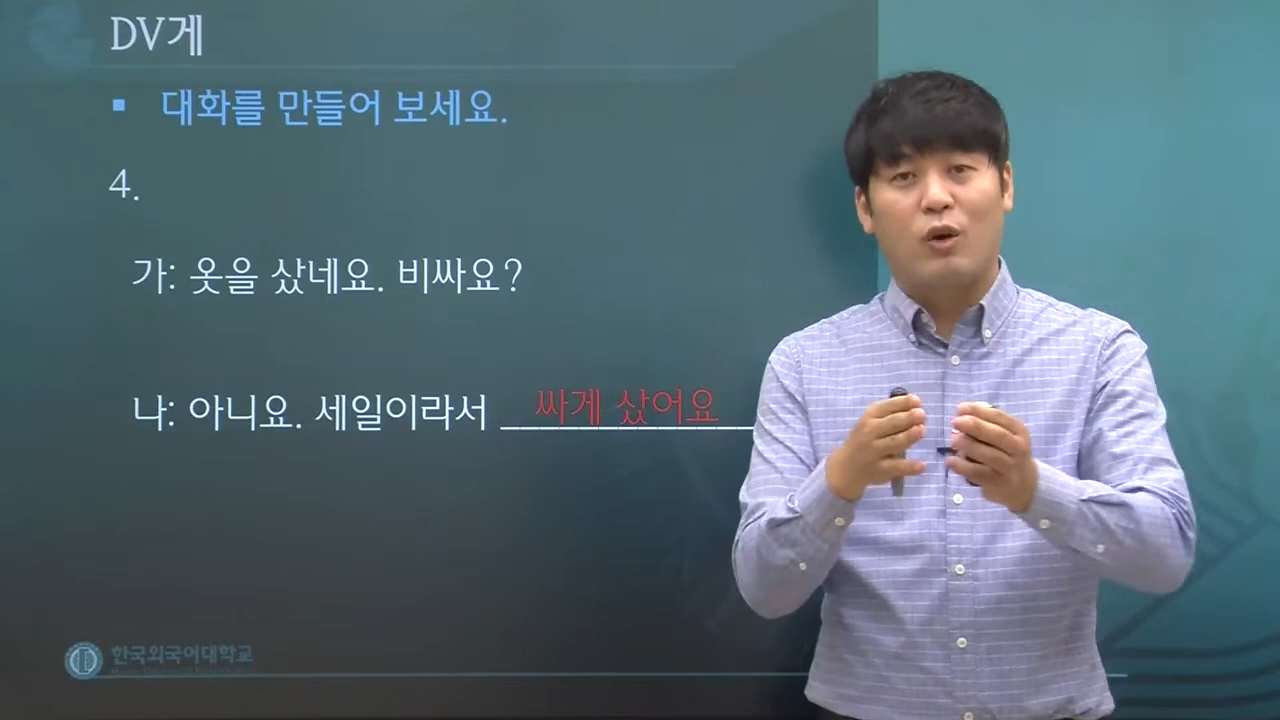 DV게
▪ 대화를 만들어 보세요.
4.
가: 옷을 샀네요. 비싸요?
나: 아니요. 세일이라서 싸게 샀어요
한국외국어대학교